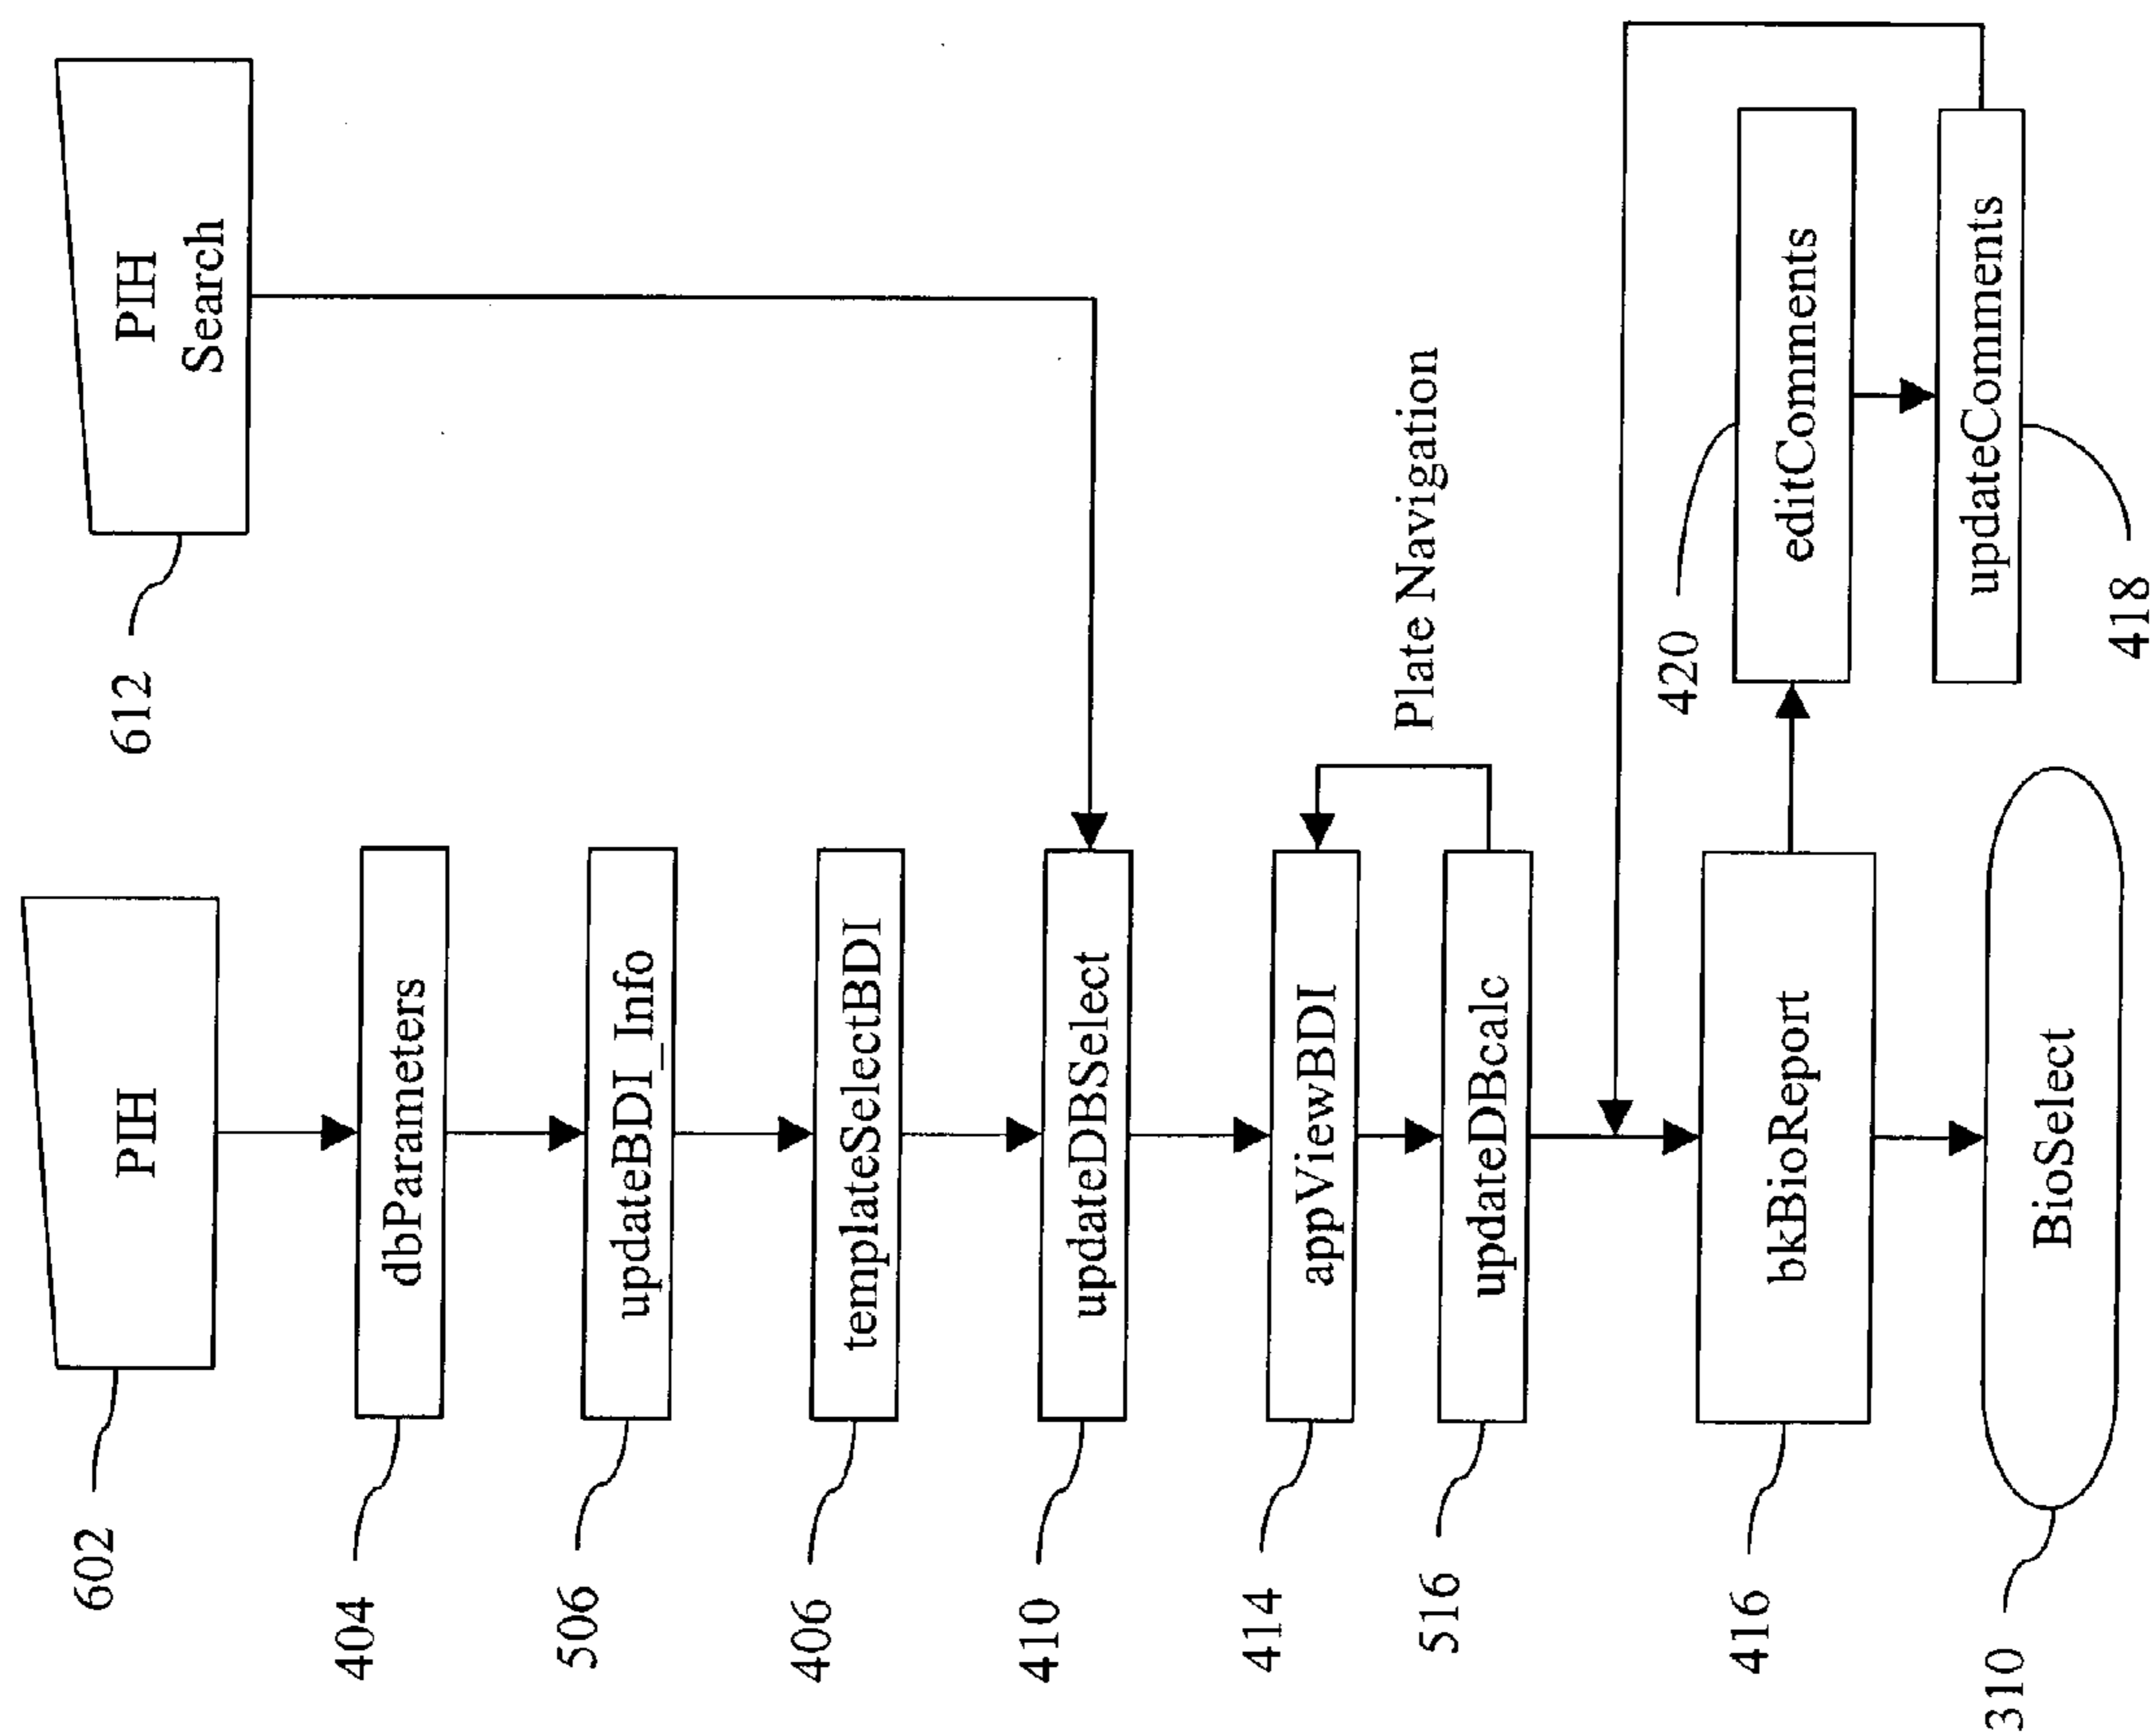 PIH
602
PIH
Search
612
dbParameters
404
updateBDI_Info
506
templateSelectBDI
406
updateDBSelect
410
appViewBDI
414
Plate Navigation
updateDBcalc
516
bkBioReport
416
editComments
420
updateComments
418
BioSelect
310